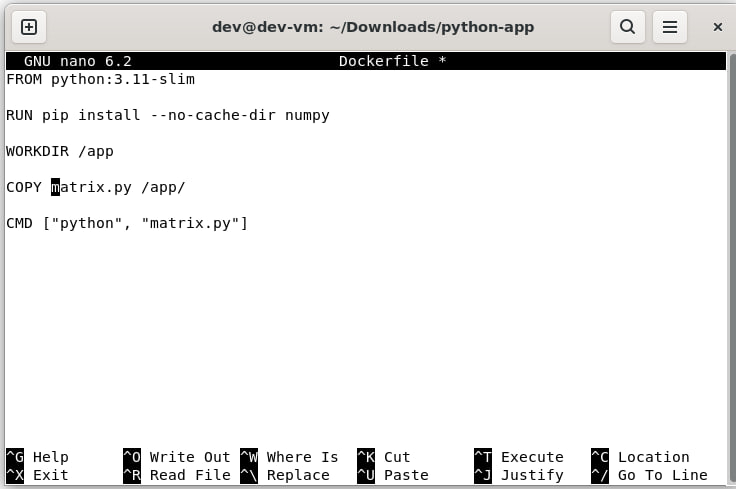 dev@dev-vm: ~/Downloads/python-app
GNU nano 6.2 Dockerfile *
FROM python:3.11-slim
RUN pip install --no-cache-dir numpy
WORKDIR /app
COPY matrix.py /app/
CMD ["python", "matrix.py"]
^G Help ^O Write Out ^W Where Is ^K Cut ^T Execute ^C Location
^X Exit ^R Read File ^\ Replace ^U Paste ^J Justify ^/ Go To Line